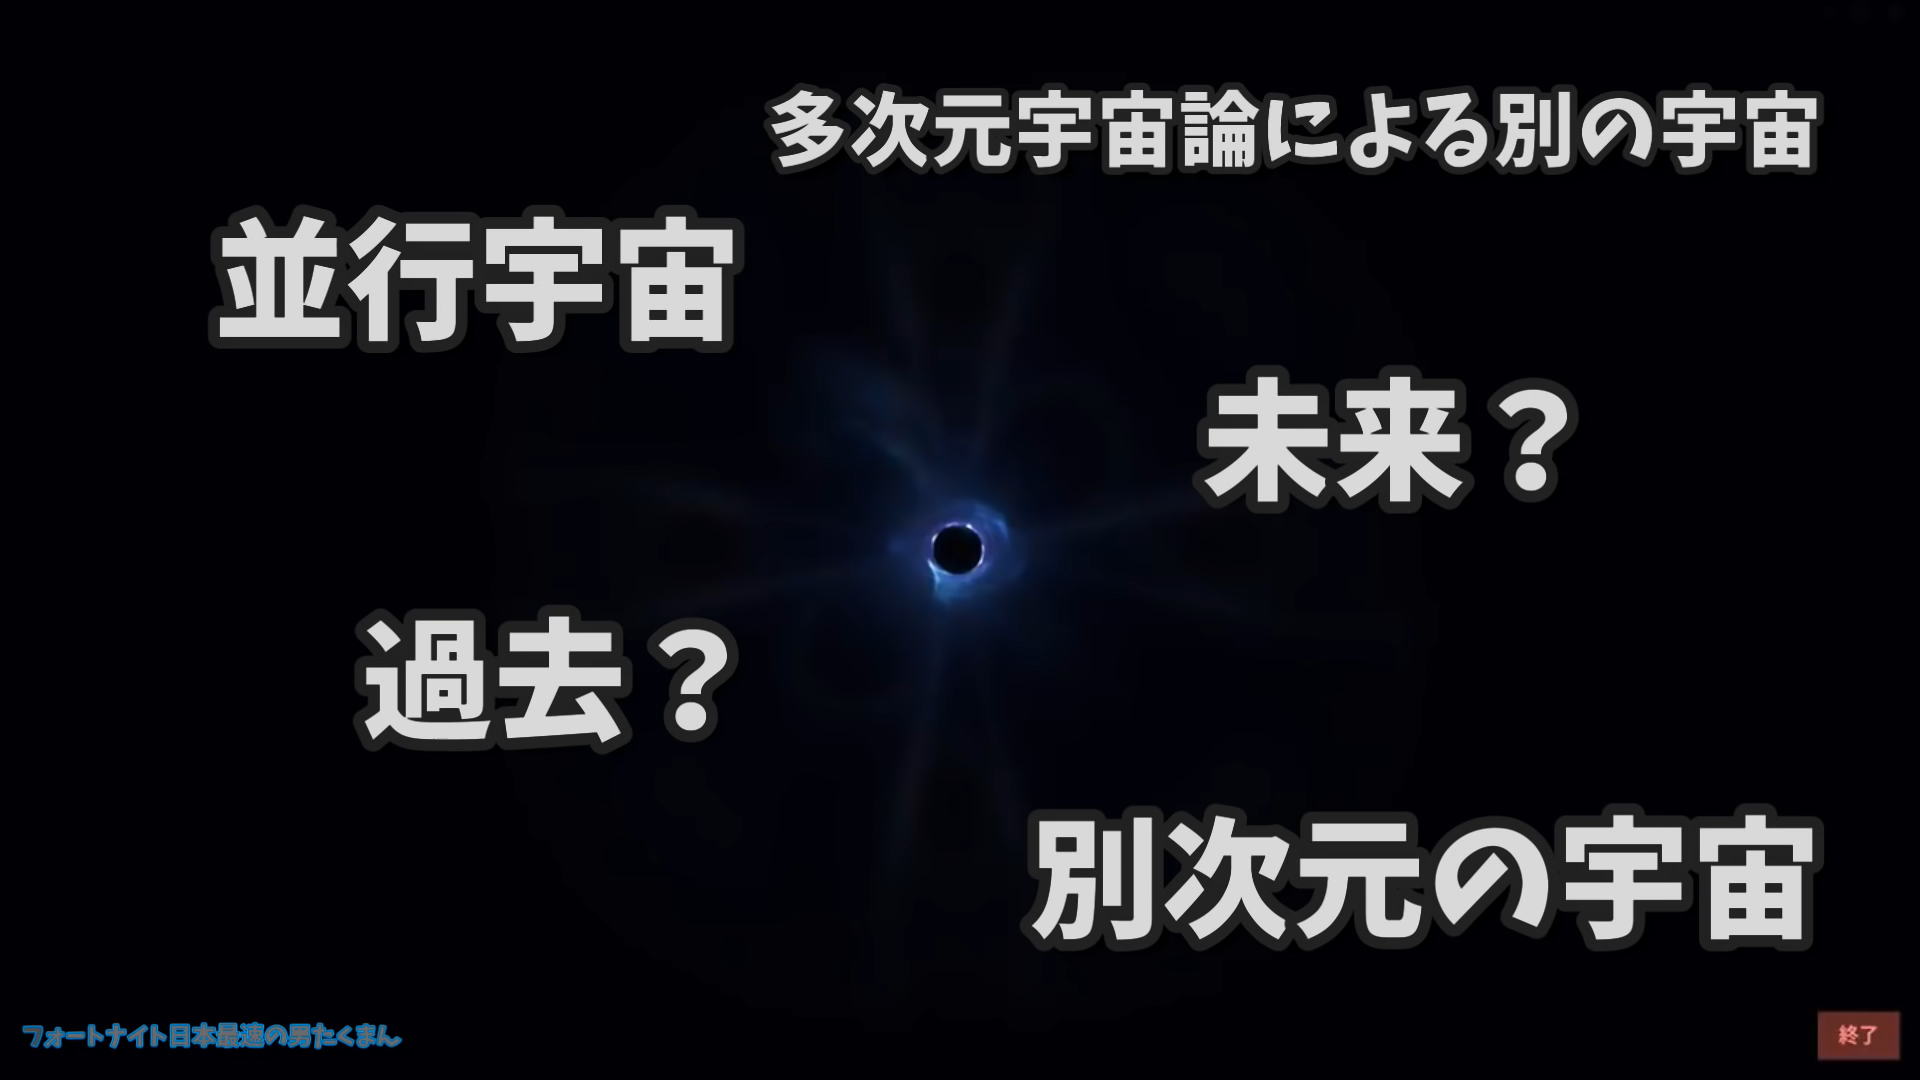 多次元宇宙論による別の宇宙
並行宇宙
未来？
過去？
別次元の宇宙
フォートナイト日本最速の男たくまん
終了